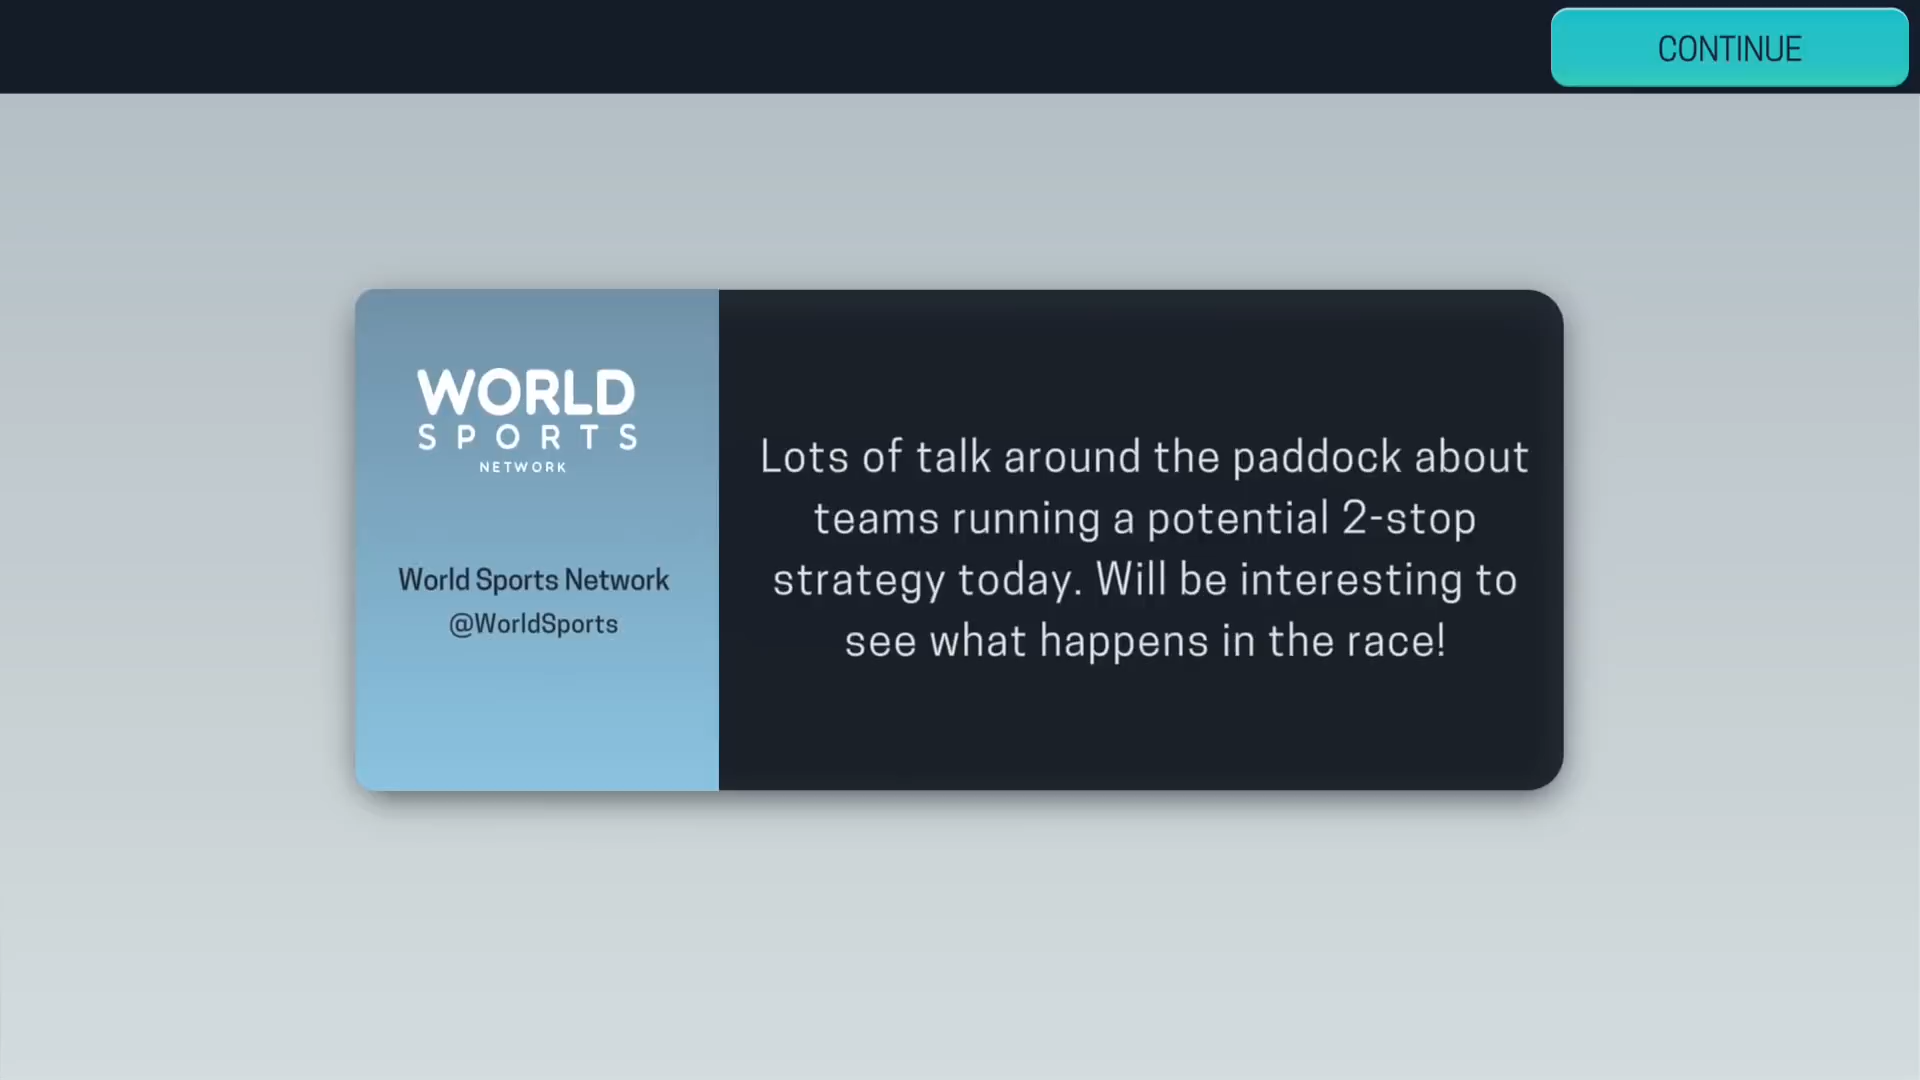 CONTINUE
WORLD
SPORTS
NETWORK
World Sports Network
@WorldSports
Lots of talk around the paddock about
teams running a potential 2-stop
strategy today. Will be interesting to
see what happens in the race!